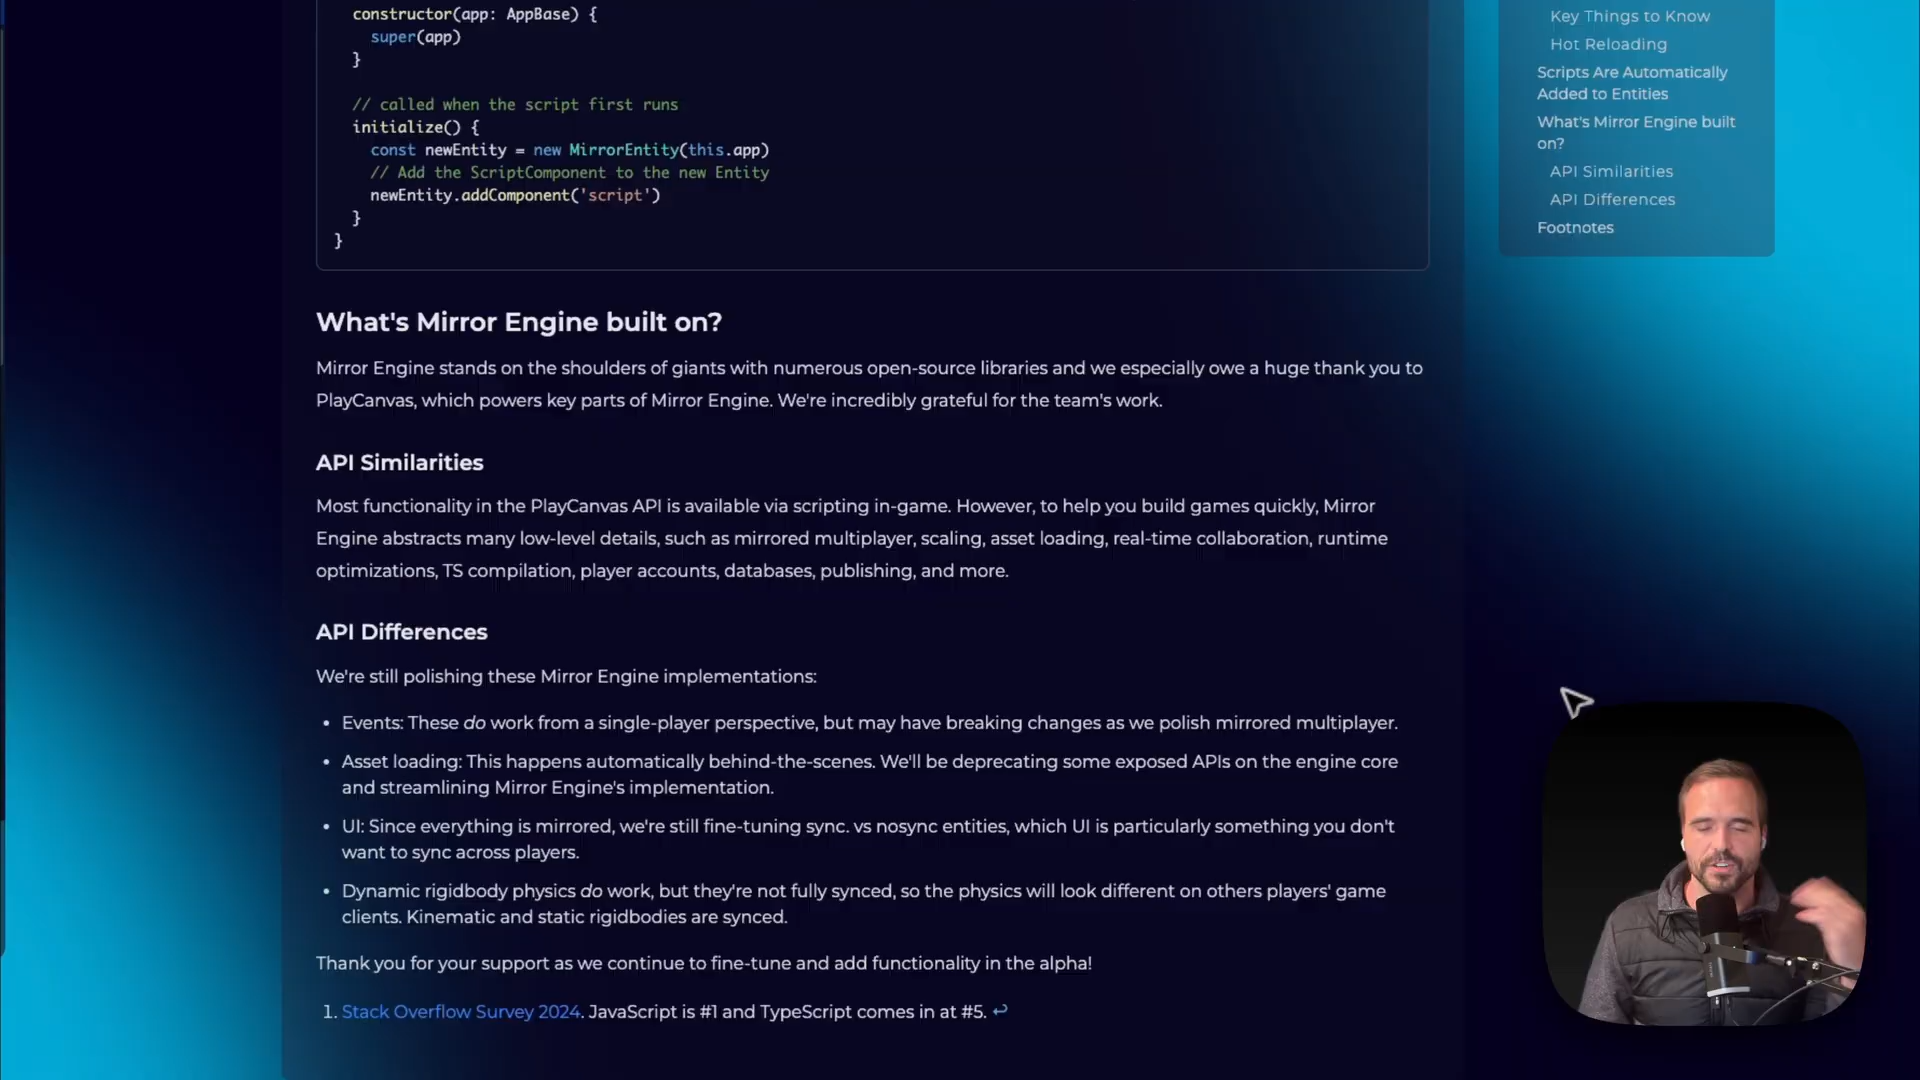 constructor(app: AppBase) {
super(app)
}
// called when the script first runs
initialize() {
const newEntity = new MirrorEntity(this.app)
// Add the ScriptComponent to the new Entity
newEntity.addComponent('script')
}
}
What's Mirror Engine built on?
Mirror Engine stands on the shoulders of giants with numerous open-source libraries and we especially owe a huge thank you to
PlayCanvas, which powers key parts of Mirror Engine. We're incredibly grateful for the team's work.
API Similarities
Most functionality in the PlayCanvas API is available via scripting in-game. However, to help you build games quickly, Mirror
Engine abstracts many low-level details, such as mirrored multiplayer, scaling, asset loading, real-time collaboration, runtime
optimizations, TS compilation, player accounts, databases, publishing, and more.
API Differences
We're still polishing these Mirror Engine implementations:
• Events: These do work from a single-player perspective, but may have breaking changes as we polish mirrored multiplayer.
• Asset loading: This happens automatically behind-the-scenes. We'll be deprecating some exposed APIs on the engine core
and streamlining Mirror Engine's implementation.
• UI: Since everything is mirrored, we're still fine-tuning sync. vs nosync entities, which UI is particularly something you don't
want to sync across players.
• Dynamic rigidbody physics do work, but they're not fully synced, so the physics will look different on others players' game
clients. Kinematic and static rigidbodies are synced.
Thank you for your support as we continue to fine-tune and add functionality in the alpha!
1. Stack Overflow Survey 2024. JavaScript is #1 and TypeScript comes in at #5. ↩
Key Things to Know
Hot Reloading
Scripts Are Automatically
Added to Entities
What's Mirror Engine built
on?
API Similarities
API Differences
Footnotes